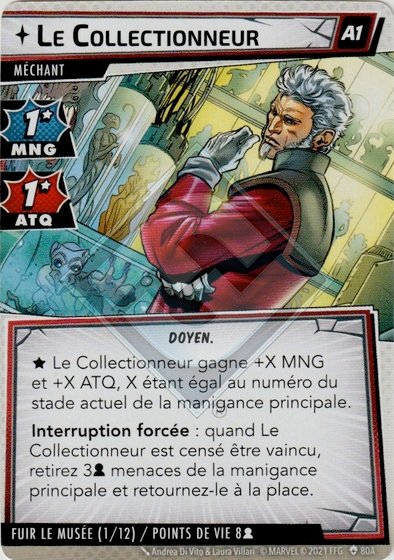 Le Collectionneur
A1
MÉCHANT
1★
MNG
1★
ATQ
DOYEN.
★ Le Collectionneur gagne +X MNG
et +X ATQ, X étant égal au numéro du
stade actuel de la manigance principale.
Interruption forcée : quand Le
Collectionneur est censé être vaincu,
retirez 3 menaces de la manigance
principale et retournez-le à la place.
FUIR LE MUSÉE (1/12) / POINTS DE VIE 8
Andrea Di Vito & Laura Villari © MARVEL © 2021 FFG 80A